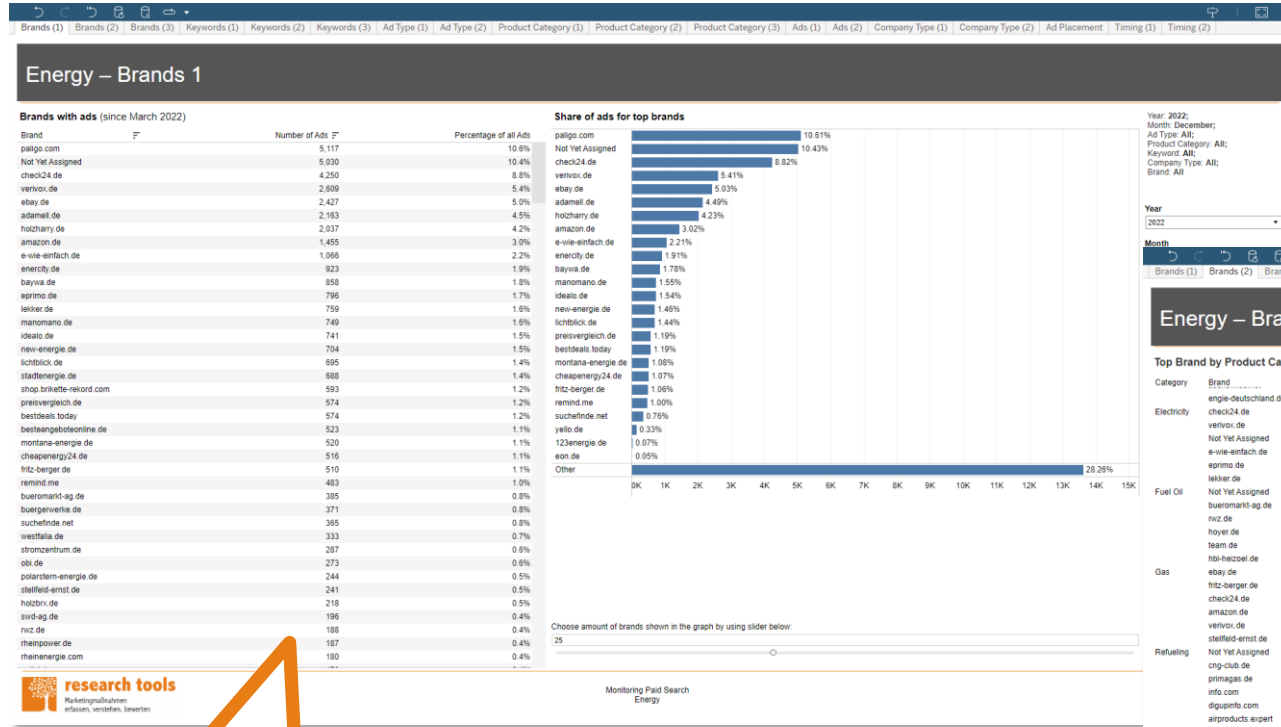 Brands (1) Brands (2) Brands (3) Keywords (1) Keywords (2) Keywords (3) Ad Type (1) Ad Type (2) Product Category (1) Product Category (2) Product Category (3) Ads (1) Ads (2) Company Type (1) Company Type (2) Ad Placement Timing (1) Timing (2)
Energy – Brands 1
Brands with ads (since March 2022)
Brand Number of Ads Percentage of all Ads
paligo.com 5,117 10.6%
Not Yet Assigned 5,030 10.4%
check24.de 4,250 8.8%
verivox.de 2,609 5.4%
ebay.de 2,427 5.0%
adamell.de 2,163 4.5%
holzharry.de 2,037 4.2%
amazon.de 1,455 3.0%
e-wie-einfach.de 1,066 2.2%
enercity.de 923 1.9%
baywa.de 858 1.8%
eprimo.de 796 1.7%
lekker.de 759 1.6%
manomano.de 749 1.6%
idealo.de 741 1.5%
new-energie.de 704 1.5%
lichtblick.de 695 1.4%
stadtenergie.de 688 1.4%
shop.brikette-rekord.com 593 1.2%
preisvergleich.de 574 1.2%
bestdeals.today 574 1.2%
besteangeboteonline.de 523 1.1%
montana-energie.de 520 1.1%
cheapenergy24.de 516 1.1%
fritz-berger.de 510 1.1%
remind.me 483 1.0%
bueromarkt-ag.de 385 0.8%
buergerwerke.de 371 0.8%
suchefinde.net 365 0.8%
westfalia.de 333 0.7%
stromzentrum.de 287 0.6%
obi.de 273 0.6%
polarstern-energie.de 244 0.5%
stellfeld-ernst.de 241 0.5%
holzbrx.de 218 0.5%
swd-ag.de 196 0.4%
rwz.de 188 0.4%
rheinpower.de 187 0.4%
rheinenergie.com 180 0.4%
Share of ads for top brands
paligo.com 10.61%
Not Yet Assigned 10.43%
check24.de 8.82%
verivox.de 5.41%
ebay.de 5.03%
adamell.de 4.49%
holzharry.de 4.23%
amazon.de 3.02%
e-wie-einfach.de 2.21%
enercity.de 1.91%
baywa.de 1.78%
manomano.de 1.55%
idealo.de 1.54%
new-energie.de 1.46%
lichtblick.de 1.44%
preisvergleich.de 1.19%
bestdeals.today 1.19%
montana-energie.de 1.08%
cheapenergy24.de 1.07%
fritz-berger.de 1.06%
remind.me 1.00%
suchefinde.net 0.76%
yello.de 0.33%
123energie.de 0.07%
eon.de 0.05%
Other 28.26%
0K 1K 2K 3K 4K 5K 6K 7K 8K 9K 10K 11K 12K 13K 14K 15K
Choose amount of brands shown in the graph by using slider below:
25
Year: 2022;
Month: December;
Ad Type: All;
Product Category: All;
Keyword: All;
Company Type: All;
Brand: All
Year
2022
Month
Brands (1) Brands (2) Bra
Energy – Bra
Top Brand by Product Ca
Category Brand
engie-deutschland.d
Electricity check24.de
verivox.de
Not Yet Assigned
e-wie-einfach.de
eprimo.de
lekker.de
Fuel Oil Not Yet Assigned
bueromarkt-ag.de
rwz.de
hoyer.de
team.de
hbl-heizoel.de
Gas ebay.de
fritz-berger.de
check24.de
amazon.de
verivox.de
stellfeld-ernst.de
Refueling Not Yet Assigned
cng-club.de
primagas.de
info.com
digupinfo.com
airproducts.expert
research tools
Marketingmaßnahmen
erfassen, verstehen, bewerten
Monitoring Paid Search
Energy